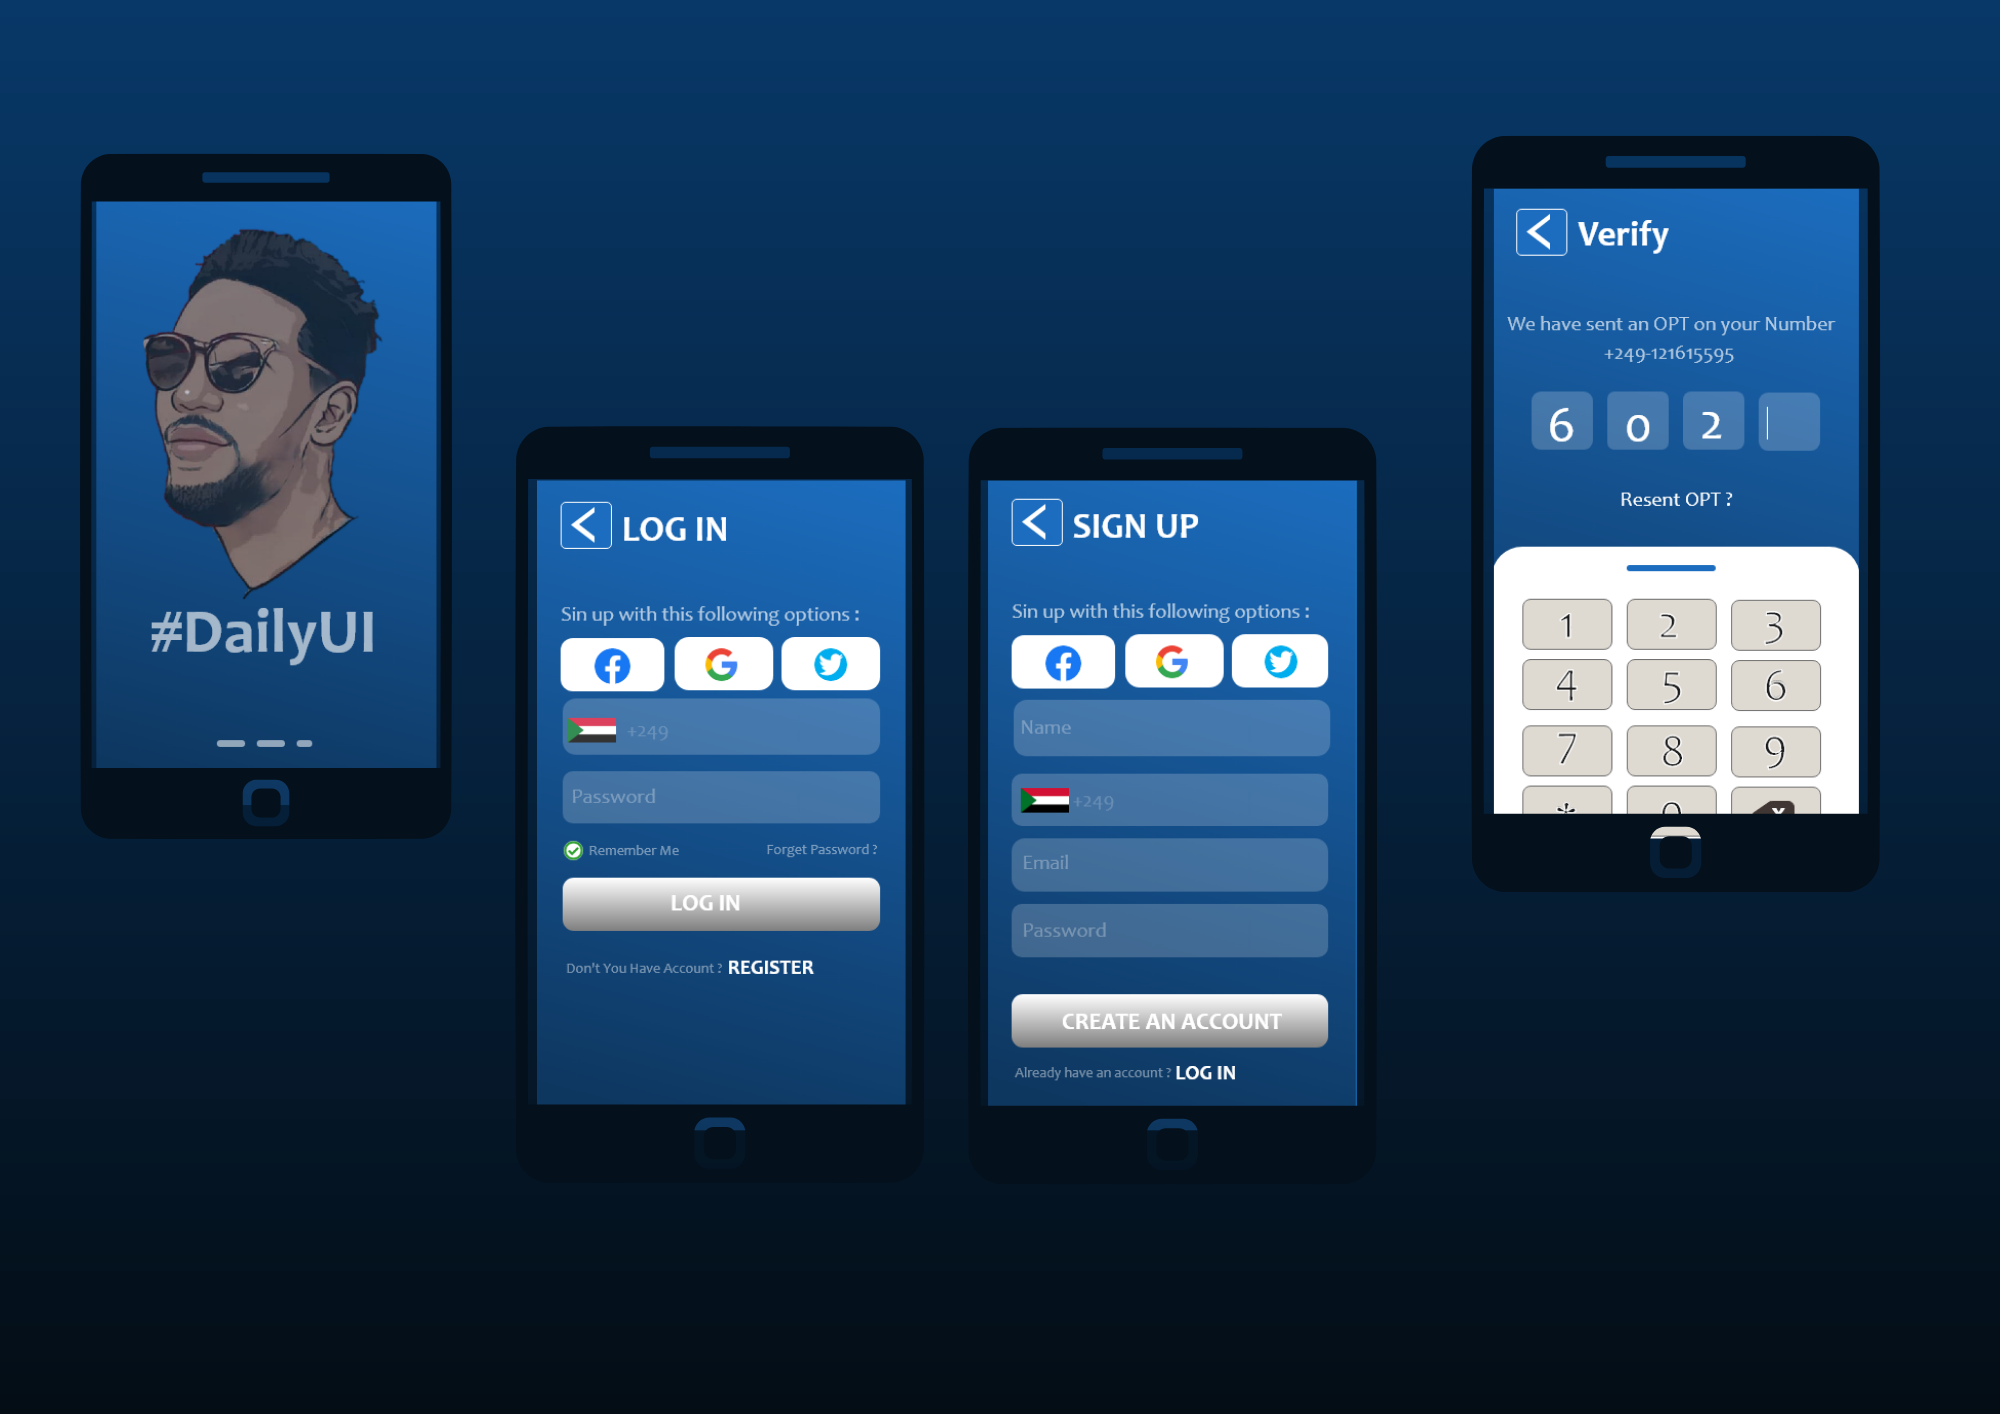 #DailyUI
LOG IN
Sin up with this following options :
+249
Password
Remember Me
Forget Password ?
LOG IN
Don't You Have Account ? REGISTER
SIGN UP
Sin up with this following options :
Name
+249
Email
Password
CREATE AN ACCOUNT
Already have an account ? LOG IN
Verify
We have sent an OPT on your Number
+249-121615595
6 0 2
Resent OPT ?
1 2 3
4 5 6
7 8 9
* 0 x